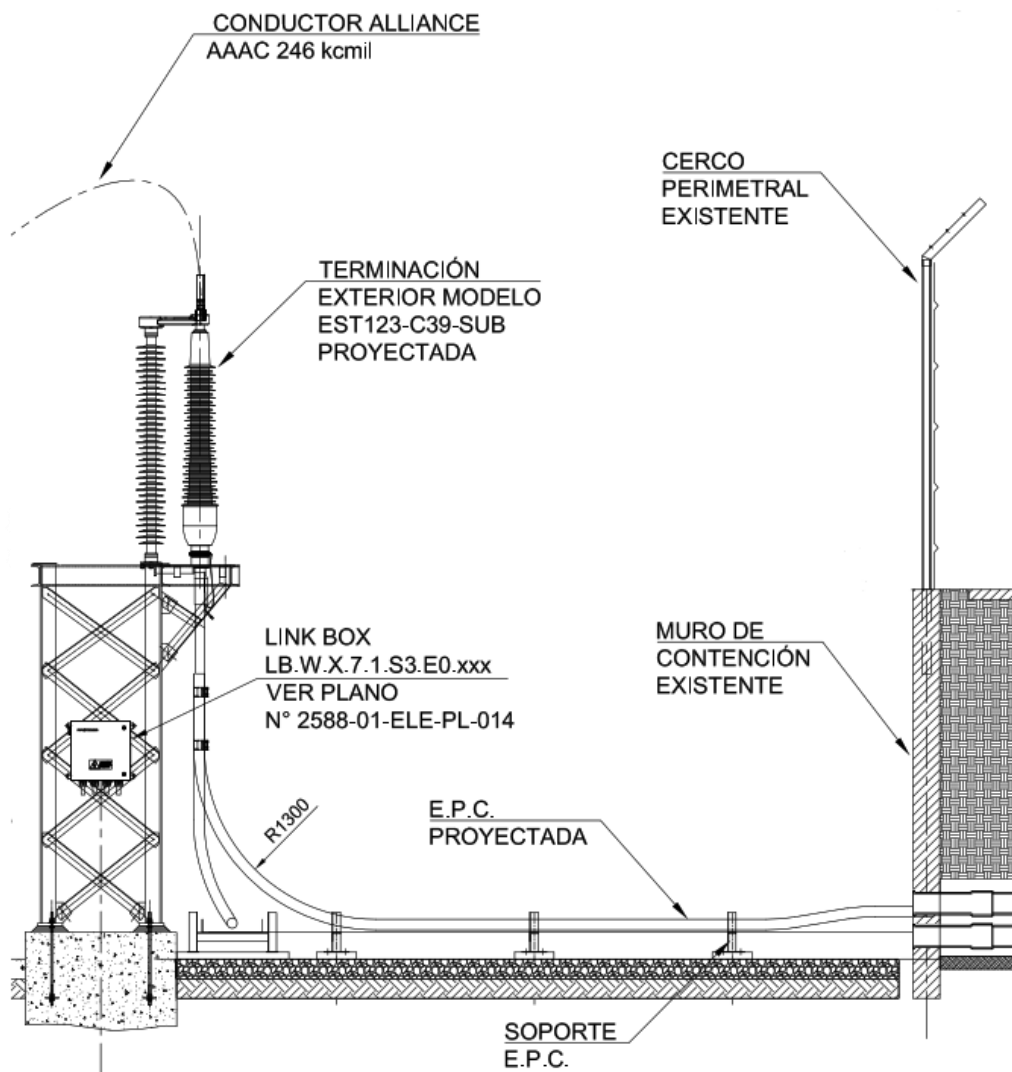 CONDUCTOR ALLIANCE
AAAC 246 kcmil
CERCO
PERIMETRAL
EXISTENTE
TERMINACIÓN
EXTERIOR MODELO
EST123-C39-SUB
PROYECTADA
LINK BOX
LB.W.X.7.1.S3.E0.xxx
VER PLANO
N° 2588-01-ELE-PL-014
MURO DE
CONTENCIÓN
EXISTENTE
R1300
E.P.C.
PROYECTADA
SOPORTE
E.P.C.